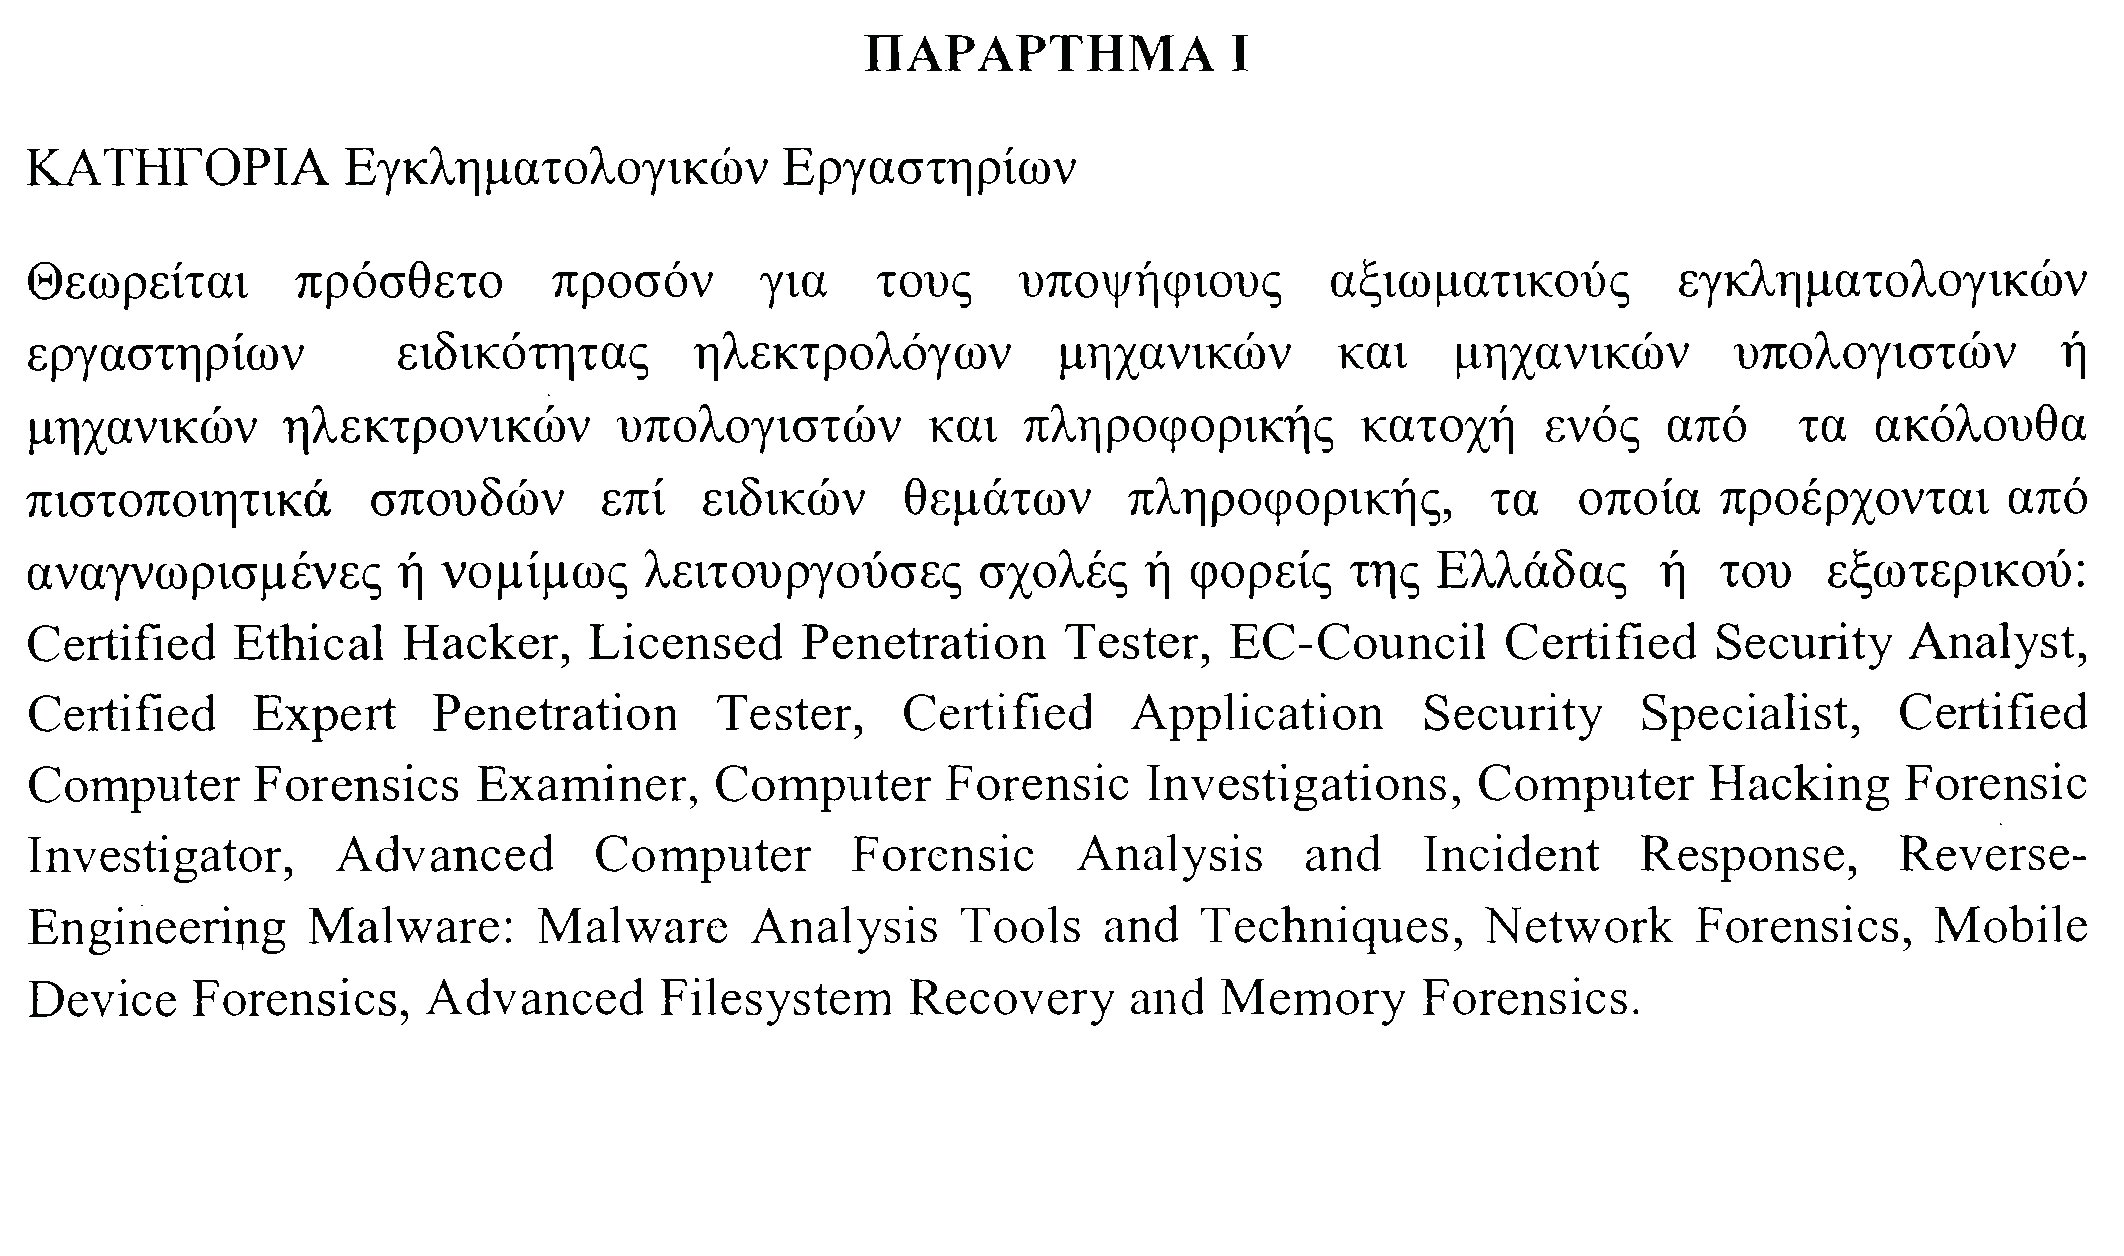 ΠΑΡΑΡΤΗΜΑ Ι
ΚΑΤΗΓΟΡΙΑ Εγκληματολογικών Εργαστηρίων
Θεωρείται πρόσθετο προσόν για τους υποψήφιους αξιωματικούς εγκληματολογικών
εργαστηρίων ειδικότητας ηλεκτρολόγων μηχανικών και μηχανικών υπολογιστών ή
μηχανικών ηλεκτρονικών υπολογιστών και πληροφορικής κατοχή ενός από τα ακόλουθα
πιστοποιητικά σπουδών επί ειδικών θεμάτων πληροφορικής, τα οποία προέρχονται από
αναγνωρισμένες ή νομίμως λειτουργούσες σχολές ή φορείς της Ελλάδας ή του εξωτερικού:
Certified Ethical Hacker, Licensed Penetration Tester, EC-Council Certified Security Analyst,
Certified Expert Penetration Tester, Certified Application Security Specialist, Certified
Computer Forensics Examiner, Computer Forensic Investigations, Computer Hacking Forensic
Investigator, Advanced Computer Forensic Analysis and Incident Response, Reverse-
Engineering Malware: Malware Analysis Tools and Techniques, Network Forensics, Mobile
Device Forensics, Advanced Filesystem Recovery and Memory Forensics.